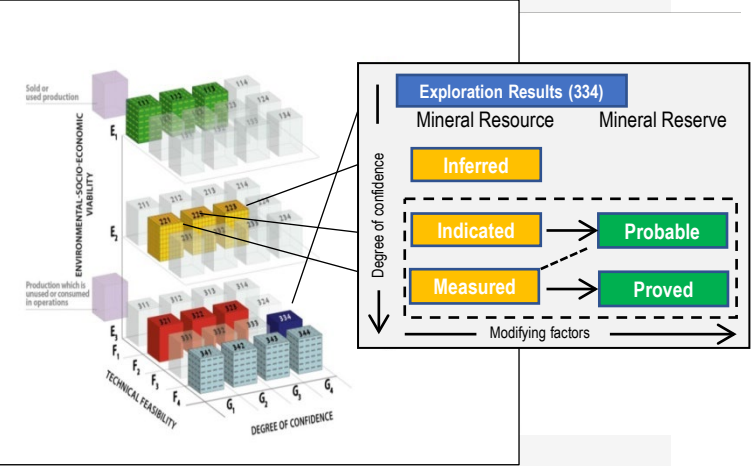 Sold or
used production
ENVIRONMENTAL-SOCIO-ECONOMIC
VIABILITY
Production which is
unused or consumed
in operations
E1
E2
E3
F1
F2
F3
F4
G1
G2
G3
G4
TECHNICAL FEASIBILITY
DEGREE OF CONFIDENCE
111
112
113
114
124
134
211
212
213
214
221
223
234
311
312
313
314
321
323
324
334
341
342
343
344
Exploration Results (334)
Mineral Resource Mineral Reserve
Inferred
Indicated Probable
Measured Proved
Degree of confidence
Modifying factors